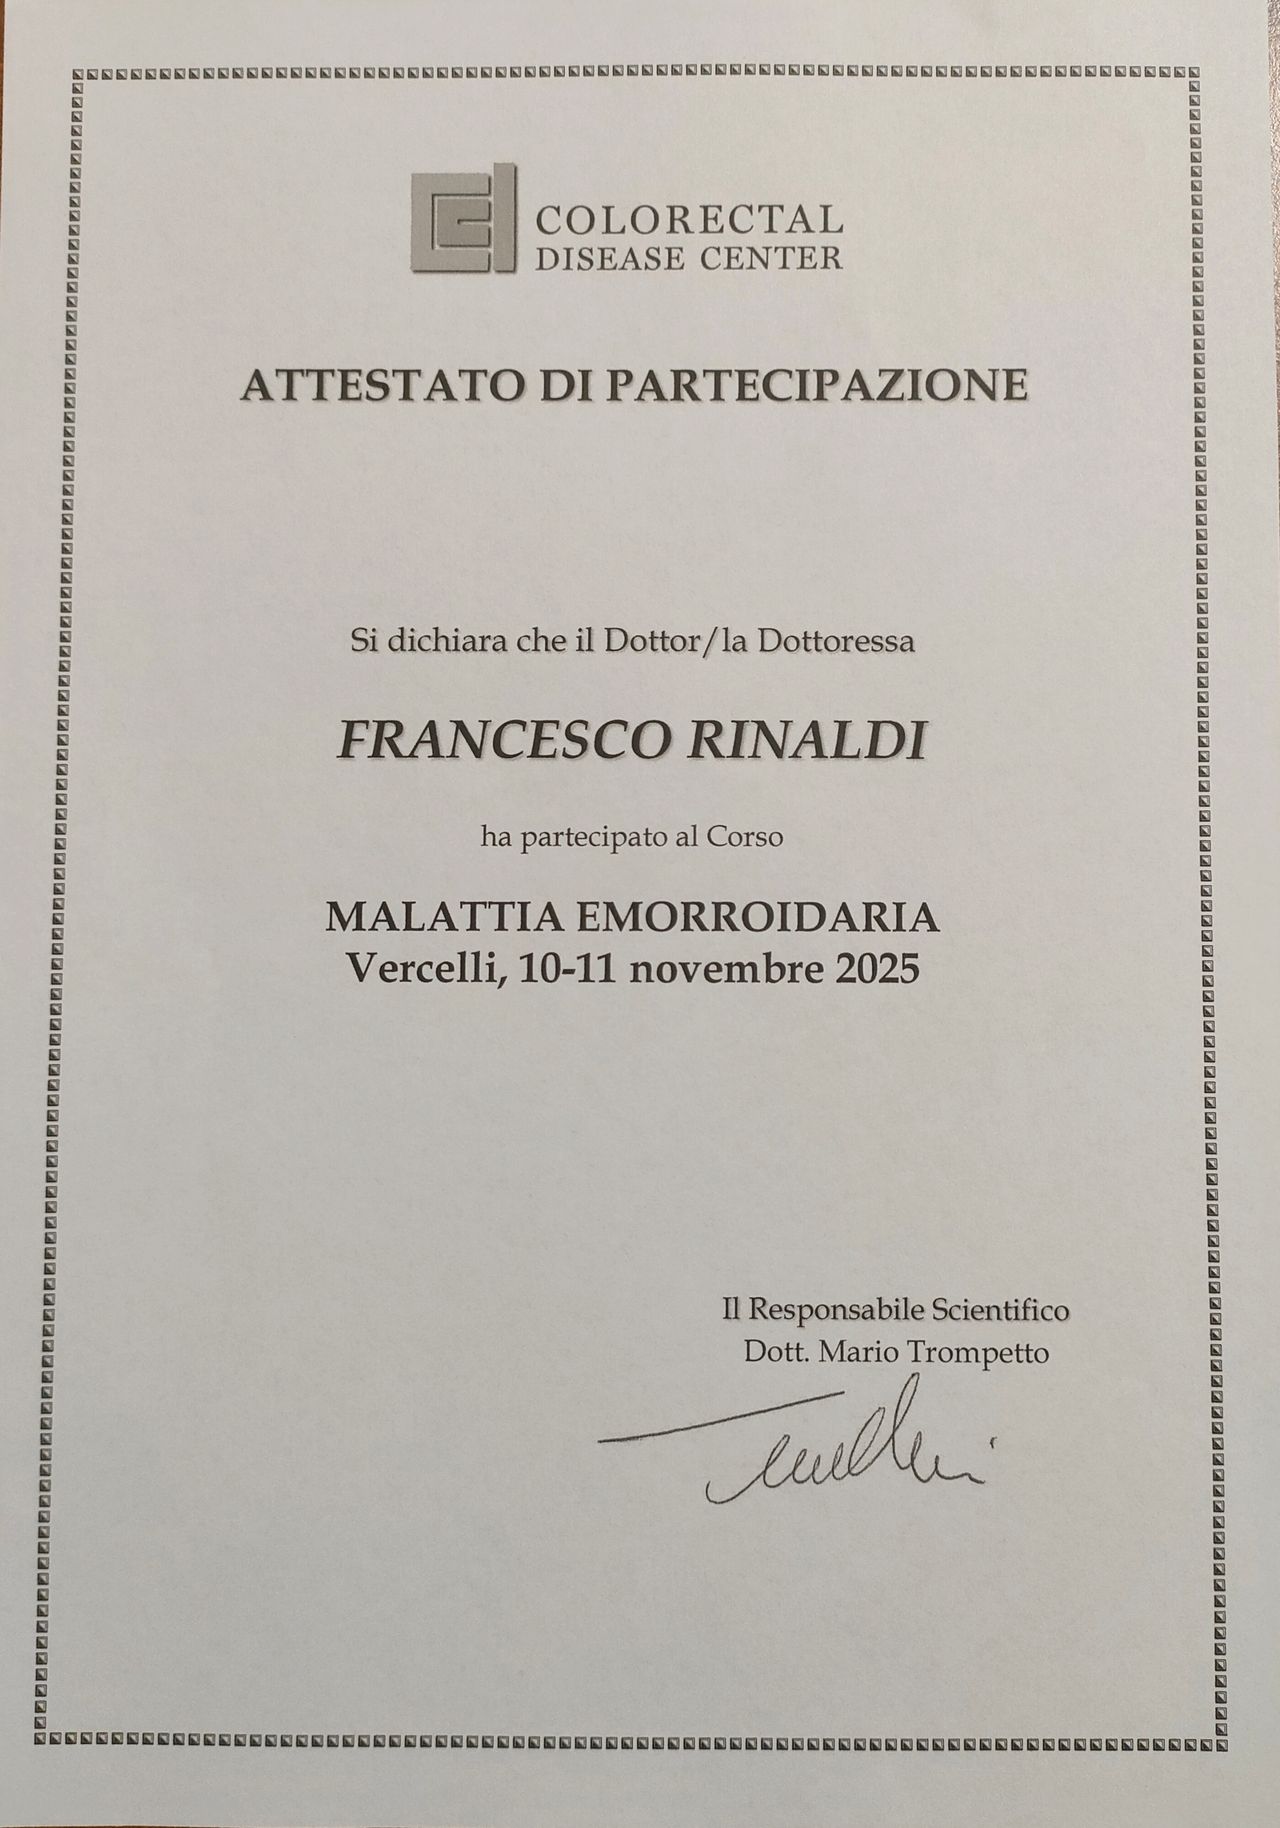 COLORECTAL
DISEASE CENTER
ATTESTATO DI PARTECIPAZIONE
Si dichiara che il Dottor/la Dottoressa
FRANCESCO RINALDI
ha partecipato al Corso
MALATTIA EMORROIDARIA
Vercelli, 10-11 novembre 2025
Il Responsabile Scientifico
Dott. Mario Trompetto